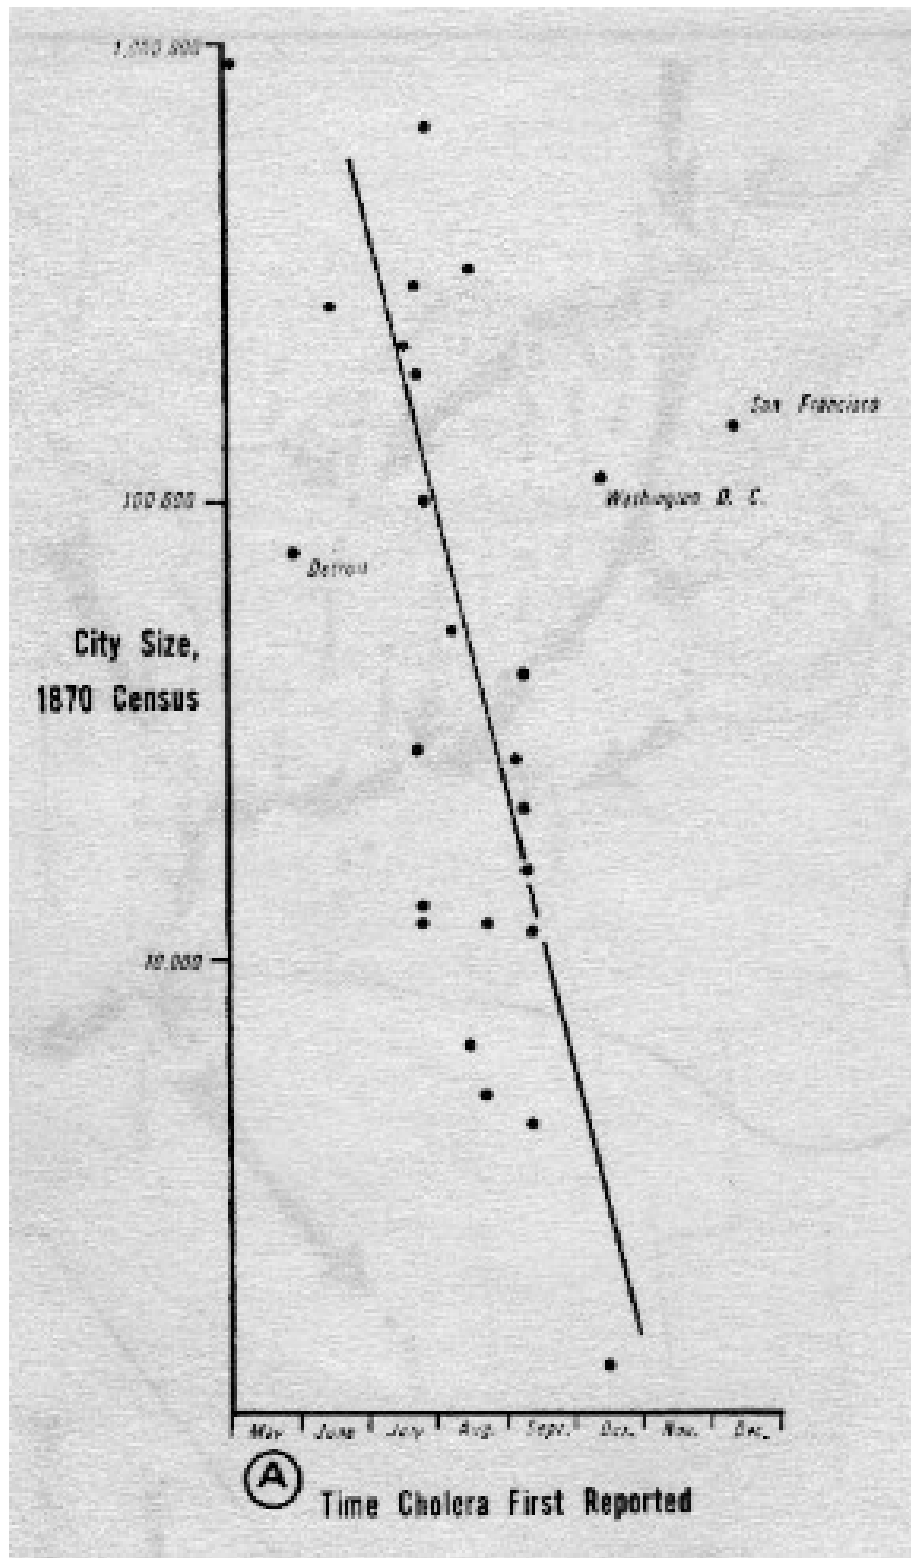 1,000,000
San Francisco
Washington D. C.
100,000
Detroit
City Size,
1870 Census
10,000
May June July Aug. Sept. Oct. Nov. Dec.
A
Time Cholera First Reported